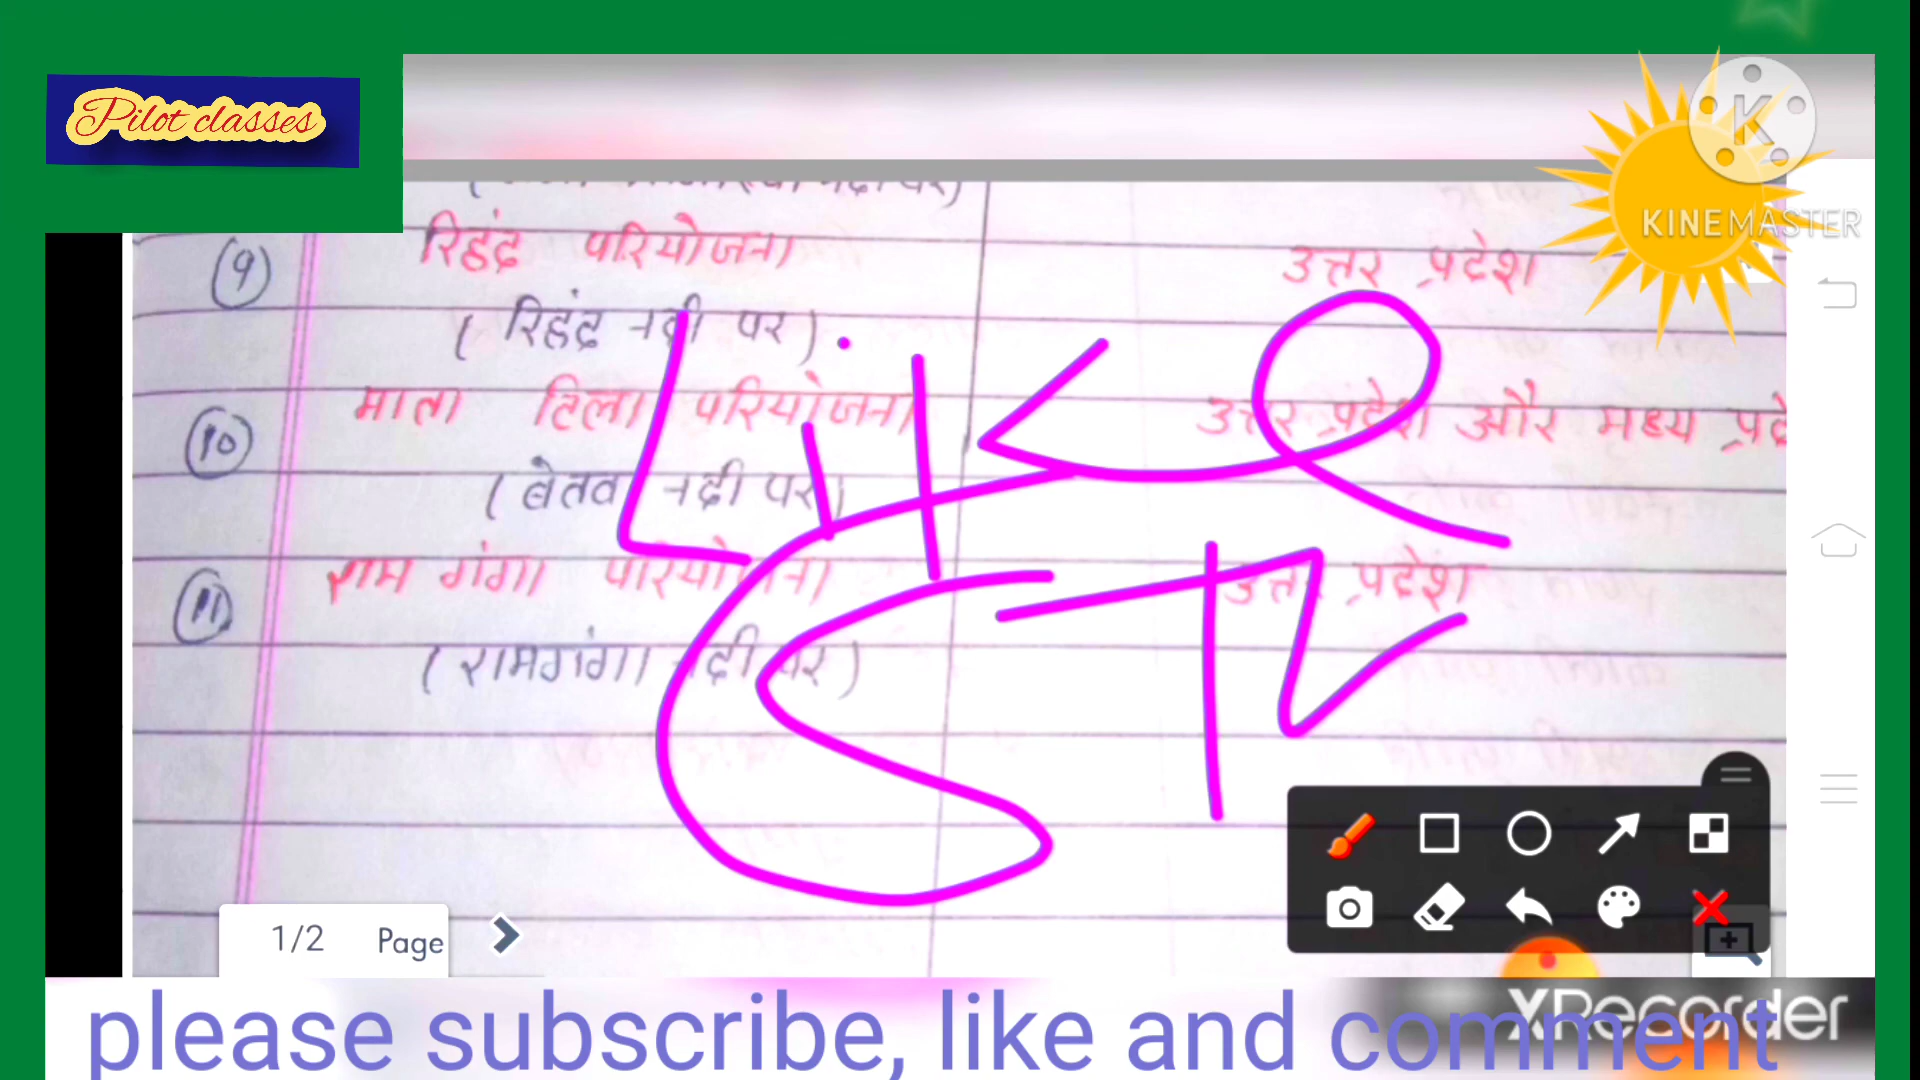 Pilot classes
K
KINEMASTER
9 रिहंद परियोजना उत्तर प्रदेश
( रिहंद नदी पर ) .
10 माता टिला परियोजना उत्तर प्रदेश और मध्य प्रदे
( बेतवा नदी पर )
11 राम गंगा परियोजना उत्तर प्रदेश
( रामगंगा नदी पर )
Like
1/2 Page
XRecorder
please subscribe, like and comment